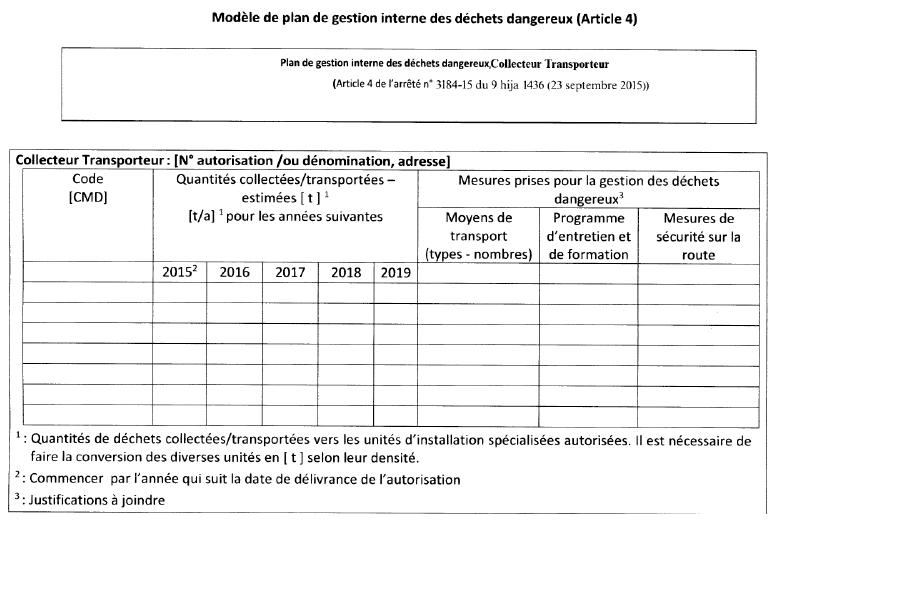 Modèle de plan de gestion interne des déchets dangereux (Article 4)
Plan de gestion interne des déchets dangereux,Collecteur Transporteur
(Article 4 de l'arrêté n° 3184-15 du 9 hija 1436 (23 septembre 2015))
Collecteur Transporteur : [N° autorisation /ou dénomination, adresse]
Code
[CMD]
Quantités collectées/transportées –
estimées [ t ] ¹
[t/a] ¹ pour les années suivantes
Mesures prises pour la gestion des déchets
dangereux³
Moyens de
transport
(types - nombres)
Programme
d'entretien et
de formation
Mesures de
sécurité sur la
route
2015² 2016 2017 2018 2019
¹ : Quantités de déchets collectées/transportées vers les unités d'installation spécialisées autorisées. Il est nécessaire de
faire la conversion des diverses unités en [ t ] selon leur densité.
² : Commencer par l'année qui suit la date de délivrance de l'autorisation
³ : Justifications à joindre